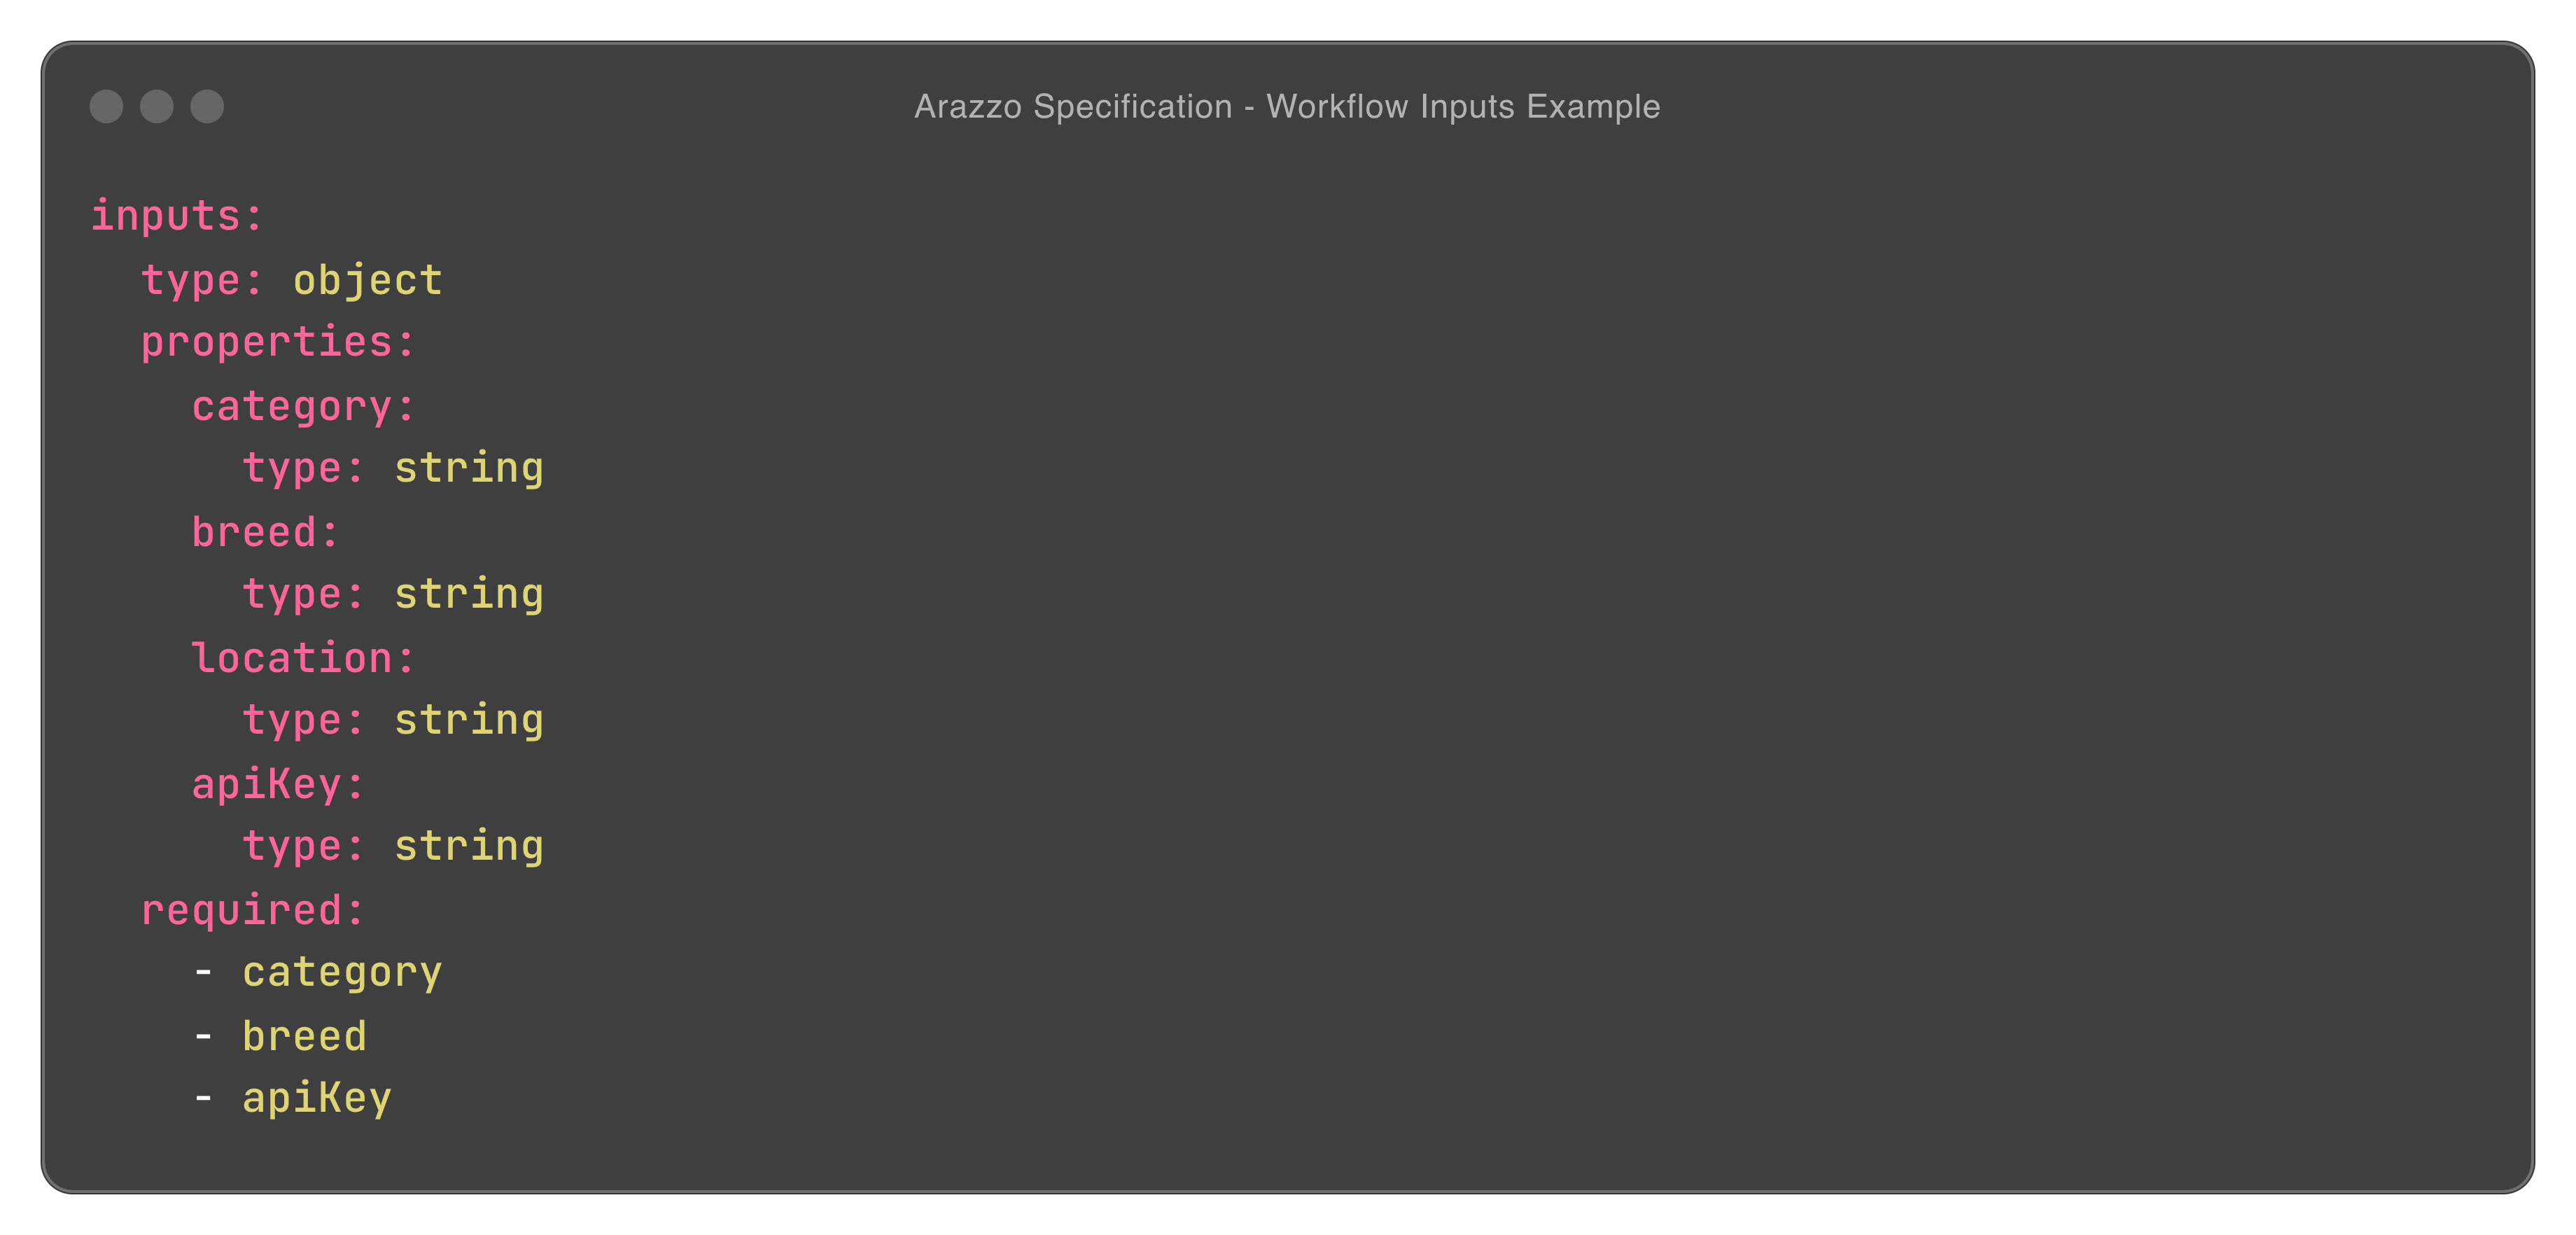 Arazzo Specification - Workflow Inputs Example
inputs:
  type: object
  properties:
    category:
      type: string
    breed:
      type: string
    location:
      type: string
    apiKey:
      type: string
  required:
    - category
    - breed
    - apiKey